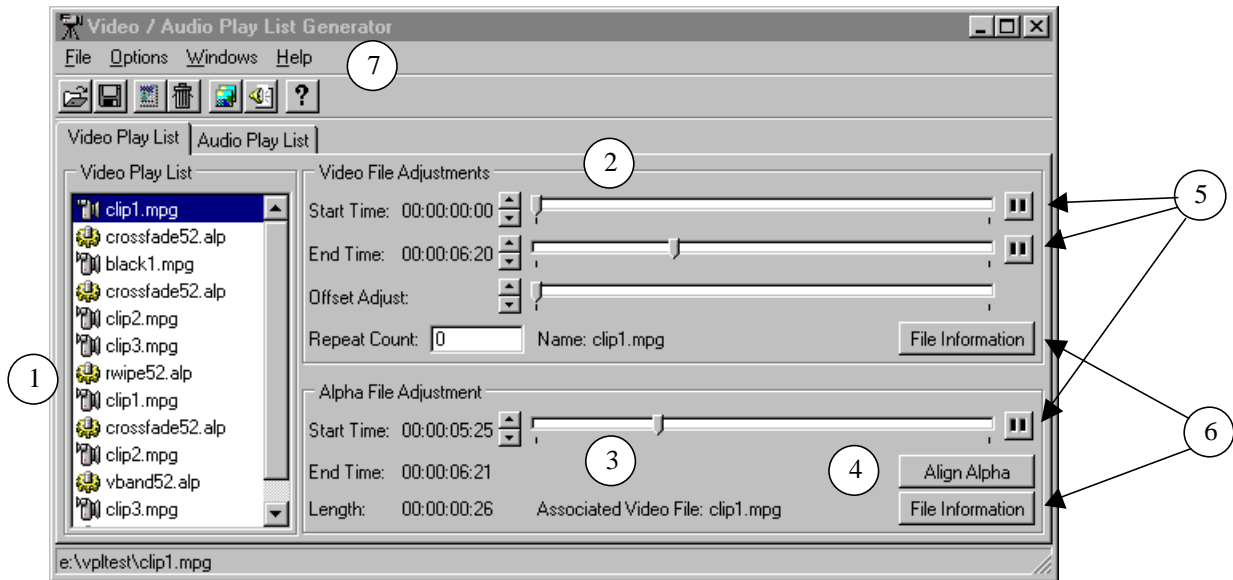 Video / Audio Play List Generator
File Options Windows Help
7
Video Play List Audio Play List
Video Play List
clip1.mpg
crossfade52.alp
black1.mpg
crossfade52.alp
clip2.mpg
clip3.mpg
rwipe52.alp
clip1.mpg
crossfade52.alp
clip2.mpg
vband52.alp
clip3.mpg
1
Video File Adjustments
2
Start Time: 00:00:00:00
End Time: 00:00:06:20
Offset Adjust:
Repeat Count: 0 Name: clip1.mpg File Information
5
Alpha File Adjustment
Start Time: 00:00:05:25
3
End Time: 00:00:06:21
4
Align Alpha
Length: 00:00:00:26 Associated Video File: clip1.mpg File Information
6
e:\vpltest\clip1.mpg